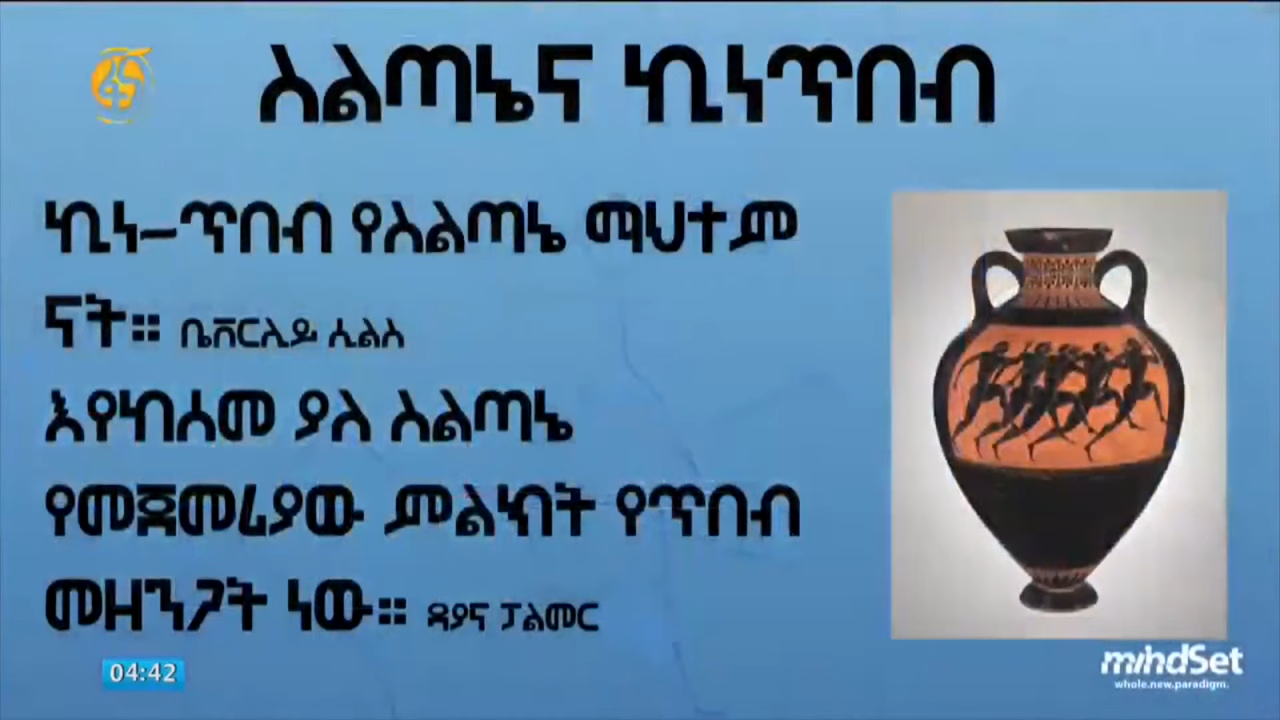 ስልጣኔና ኪነጥበብ
ኪነ–ጥበብ የስልጣኔ ማህተም
ናት። ቤቨርሊይ ሲልስ
እየከሰመ ያለ ስልጣኔ
የመጀመሪያው ምልክት የጥበብ
መዘንጋት ነው። ዳያና ፓልመር
04:42
mindSet
whole.new.paradigm.